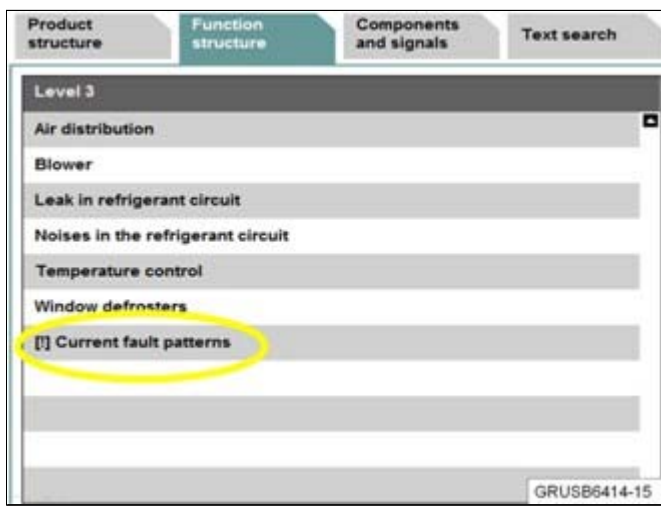 Product
structure
Function
structure
Components
and signals
Text search
Level 3
Air distribution
Blower
Leak in refrigerant circuit
Noises in the refrigerant circuit
Temperature control
Window defrosters
[!] Current fault patterns
GRUSB6414-15